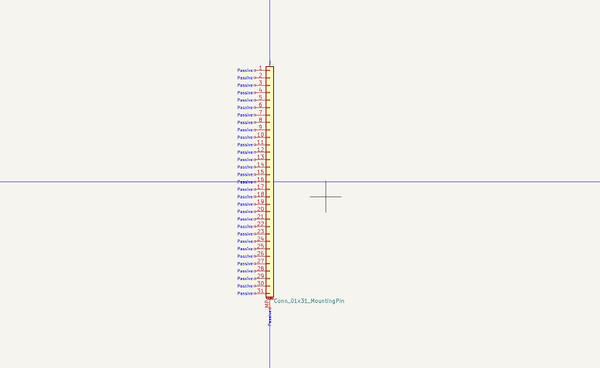 Passive 1
Passive 2
Passive 3
Passive 4
Passive 5
Passive 6
Passive 7
Passive 8
Passive 9
Passive 10
Passive 11
Passive 12
Passive 13
Passive 14
Passive 15
Passive 16
Passive 17
Passive 18
Passive 19
Passive 20
Passive 21
Passive 22
Passive 23
Passive 24
Passive 25
Passive 26
Passive 27
Passive 28
Passive 29
Passive 30
Passive 31
Conn_01x31_MountingPin
Passive